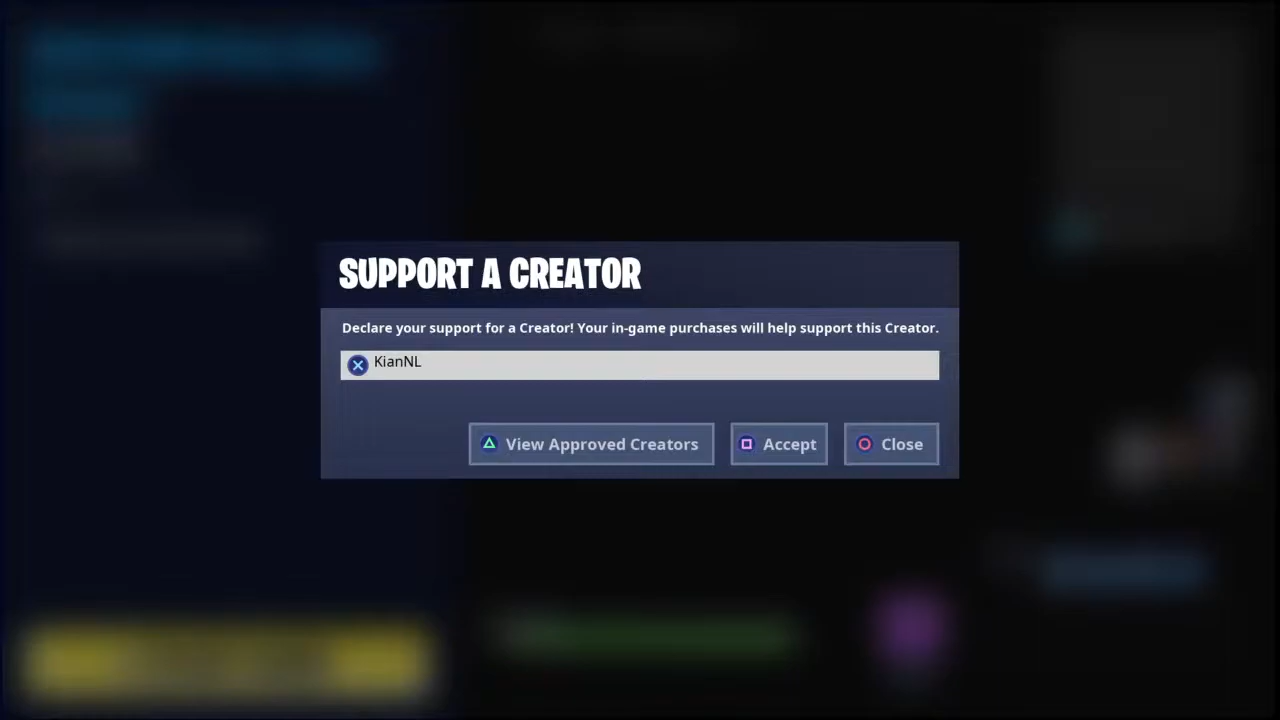 SUPPORT A CREATOR
Declare your support for a Creator! Your in-game purchases will help support this Creator.
KianNL
View Approved Creators
Accept
Close